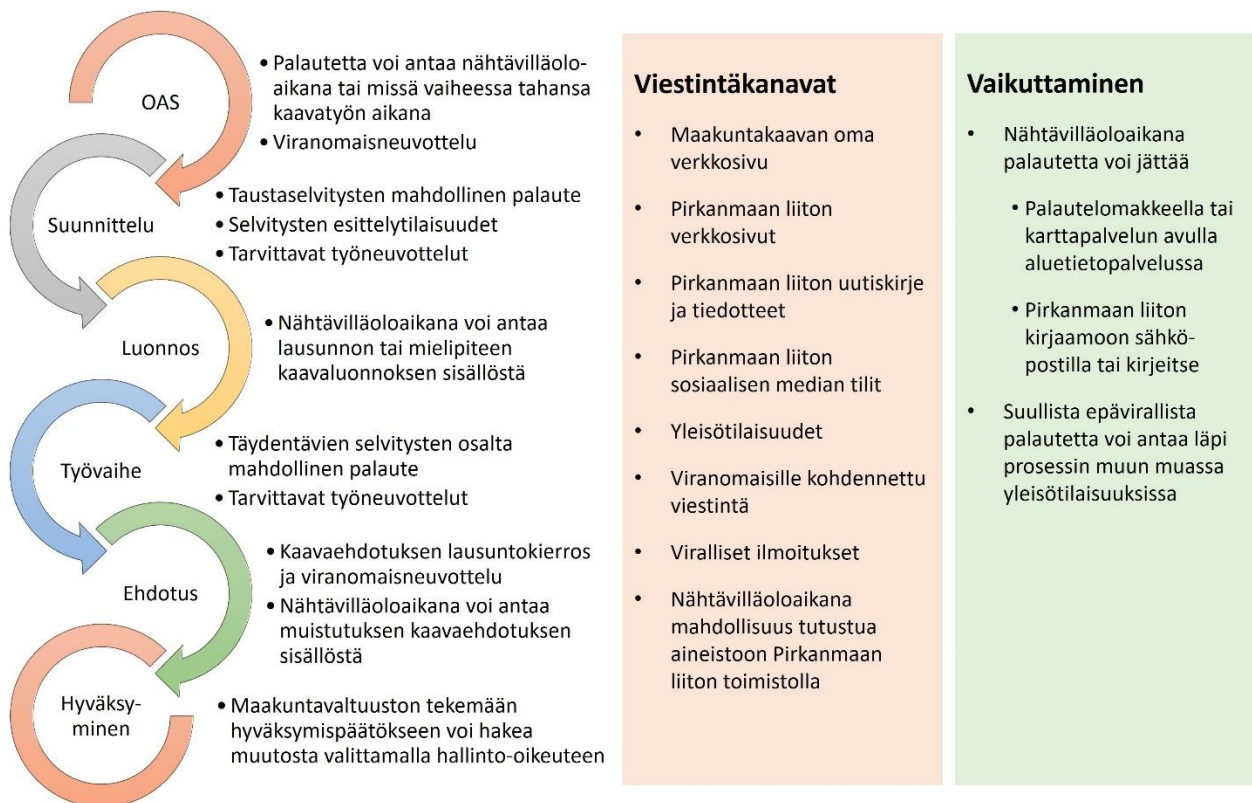 OAS
• Palautetta voi antaa nähtävilläolo-
aikana tai missä vaiheessa tahansa
kaavatyön aikana
• Viranomaisneuvottelu
Suunnittelu
• Taustaselvitysten mahdollinen palaute
• Selvitysten esittelytilaisuudet
• Tarvittavat työneuvottelut
Luonnos
• Nähtävilläoloaikana voi antaa
lausunnon tai mielipiteen
kaavaluonnoksen sisällöstä
Työvaihe
• Täydentävien selvitysten osalta
mahdollinen palaute
• Tarvittavat työneuvottelut
Ehdotus
• Kaavaehdotuksen lausuntokierros
ja viranomaisneuvottelu
• Nähtävilläoloaikana voi antaa
muistutuksen kaavaehdotuksen
sisällöstä
Hyväksy-
minen
• Maakuntavaltuuston tekemään
hyväksymispäätökseen voi hakea
muutosta valittamalla hallinto-oikeuteen
Viestintäkanavat
• Maakuntakaavan oma
verkkosivu
• Pirkanmaan liiton
verkkosivut
• Pirkanmaan liiton uutiskirje
ja tiedotteet
• Pirkanmaan liiton
sosiaalisen median tilit
• Yleisötilaisuudet
• Viranomaisille kohdennettu
viestintä
• Viralliset ilmoitukset
• Nähtävilläoloaikana
mahdollisuus tutustua
aineistoon Pirkanmaan
liiton toimistolla
Vaikuttaminen
• Nähtävilläoloaikana
palautetta voi jättää
• Palautelomakkeella tai
karttapalvelun avulla
aluetietopalvelussa
• Pirkanmaan liiton
kirjaamoon sähkö-
postilla tai kirjeitse
• Suullista epävirallista
palautetta voi antaa läpi
prosessin muun muassa
yleisötilaisuuksissa